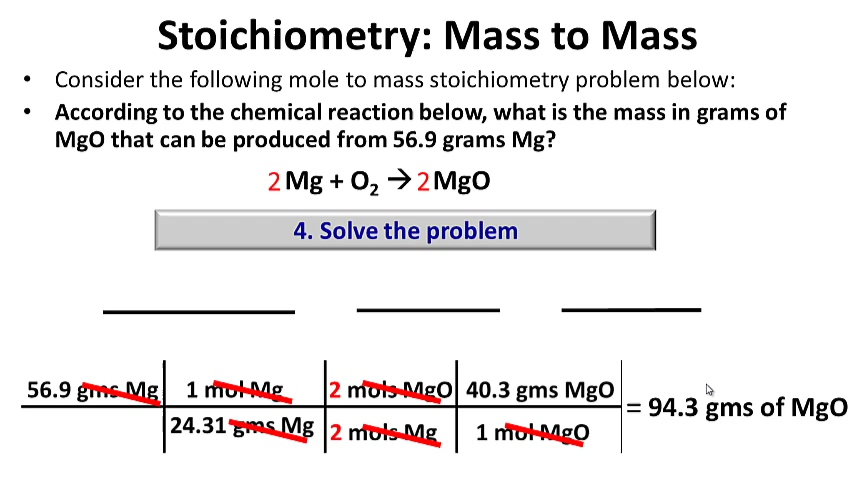 Stoichiometry: Mass to Mass
• Consider the following mole to mass stoichiometry problem below:
• According to the chemical reaction below, what is the mass in grams of
MgO that can be produced from 56.9 grams Mg?
2 Mg + O₂ → 2 MgO
4. Solve the problem
56.9 gms Mg 1 mol Mg 2 mols MgO 40.3 gms MgO
= 94.3 gms of MgO
24.31 gms Mg 2 mols Mg 1 mol MgO